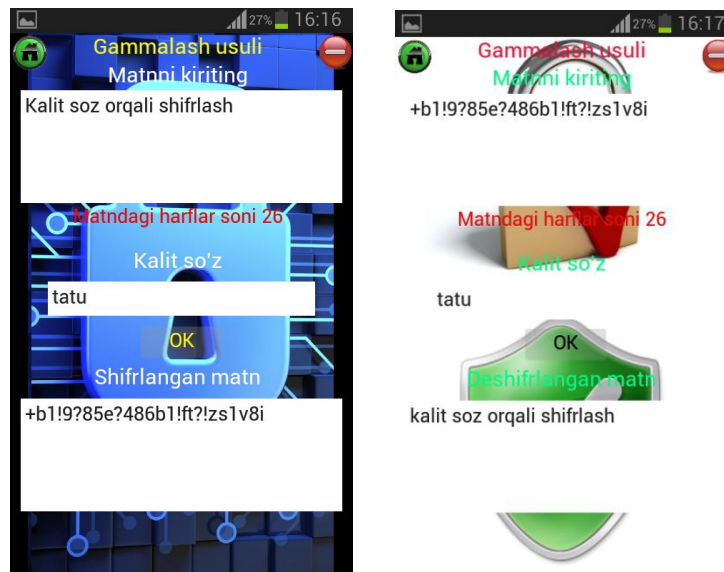 27% 16:16
Gammalash usuli
Matnni kiriting
Kalit soz orqali shifrlash
Matndagi harflar soni 26
Kalit so'z
tatu
OK
Shifrlangan matn
+b1!9?85e?486b1!ft?!zs1v8i
27% 16:17
Gammalash usuli
Matnni kiriting
+b1!9?85e?486b1!ft?!zs1v8i
Matndagi harflar soni 26
Kalit so'z
tatu
OK
Deshifrlangan matn
kalit soz orqali shifrlash